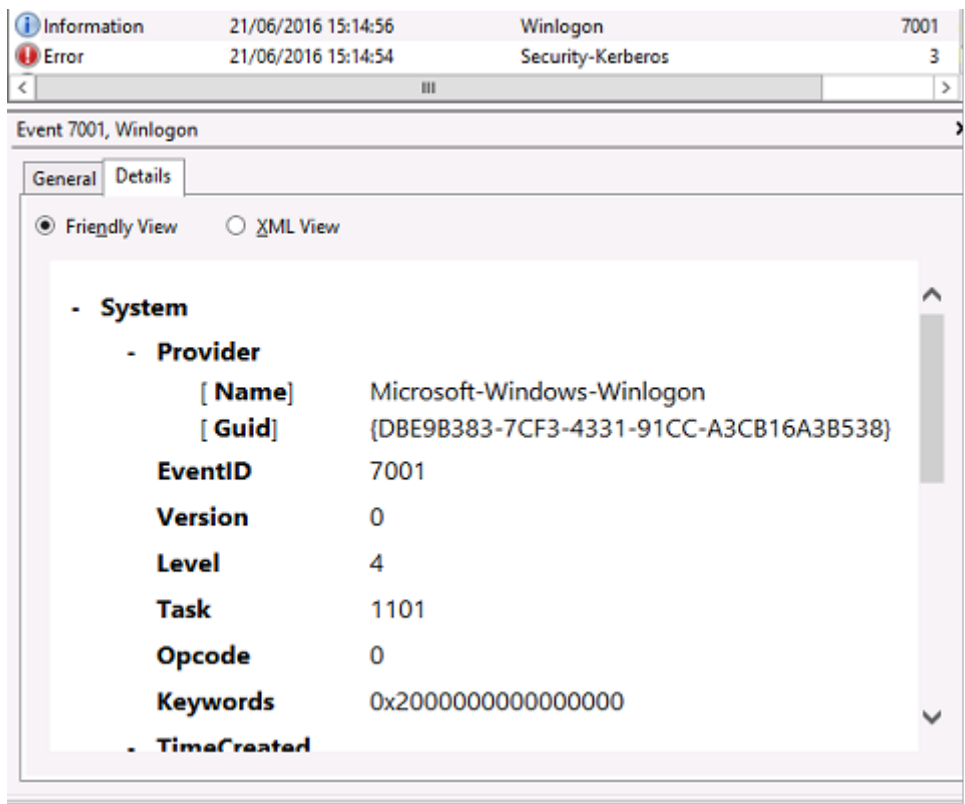 Information 21/06/2016 15:14:56 Winlogon 7001
Error 21/06/2016 15:14:54 Security-Kerberos 3
Event 7001, Winlogon
General Details
Friendly View XML View
- System
- Provider
[ Name] Microsoft-Windows-Winlogon
[ Guid] {DBE9B383-7CF3-4331-91CC-A3CB16A3B538}
EventID 7001
Version 0
Level 4
Task 1101
Opcode 0
Keywords 0x2000000000000000
- TimeCreated